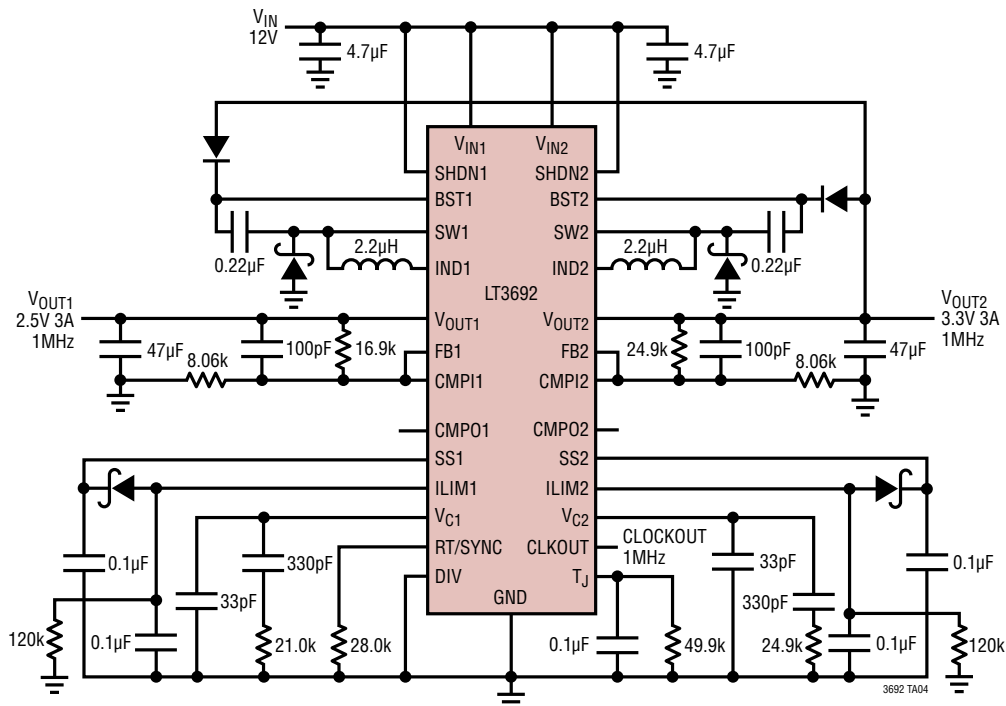 VIN
12V
4.7µF
4.7µF
VIN1
VIN2
SHDN1
SHDN2
BST1
BST2
SW1
SW2
0.22µF
2.2µH
2.2µH
0.22µF
IND1
IND2
LT3692
VOUT1
2.5V 3A
1MHz
VOUT1
VOUT2
VOUT2
3.3V 3A
1MHz
47µF
100pF
16.9k
FB1
FB2
24.9k
100pF
47µF
8.06k
8.06k
CMPI1
CMPI2
CMPO1
CMPO2
SS1
SS2
ILIM1
ILIM2
VC1
VC2
RT/SYNC
CLKOUT
CLOCKOUT
1MHz
0.1µF
330pF
33pF
0.1µF
DIV
TJ
33pF
330pF
GND
120k
0.1µF
21.0k
28.0k
0.1µF
49.9k
24.9k
0.1µF
120k
3692 TA04